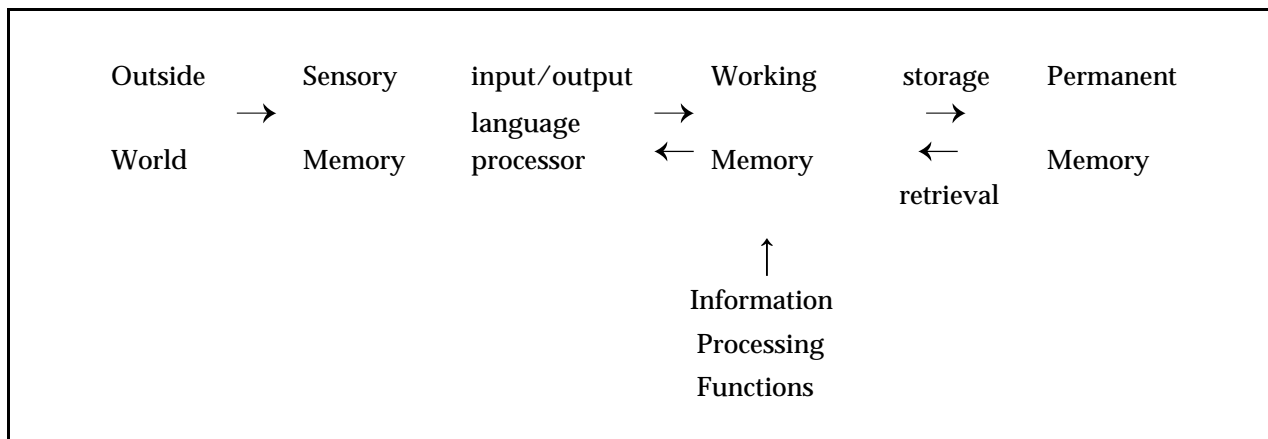 Outside Sensory input/output Working storage Permanent
→ → →
language
World Memory processor ← Memory ← Memory
retrieval
↑
Information
Processing
Functions